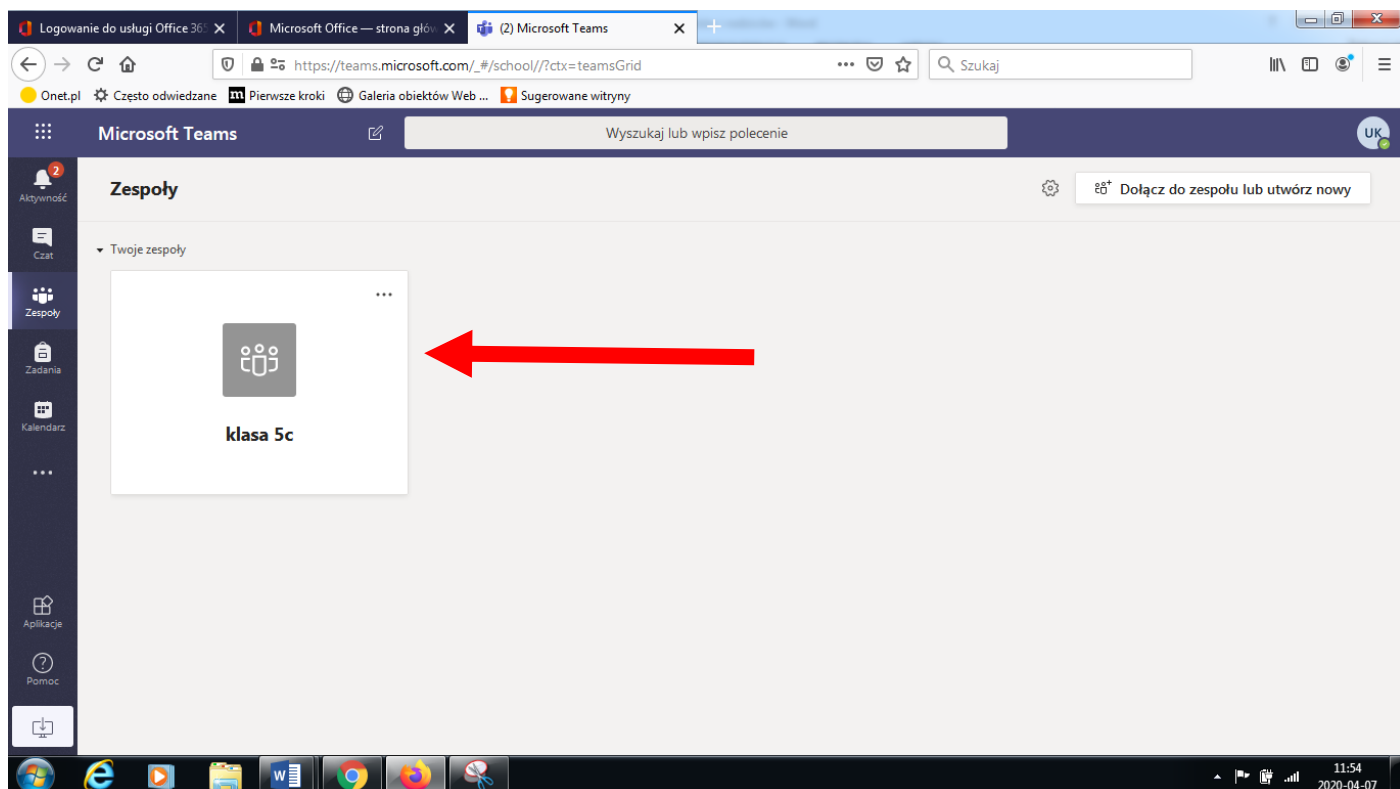 Logowanie do usługi Office 365
Microsoft Office — strona głów
(2) Microsoft Teams
https://teams.microsoft.com/_#/school//?ctx=teamsGrid
Szukaj
Onet.pl
Często odwiedzane
Pierwsze kroki
Galeria obiektów Web ...
Sugerowane witryny
Microsoft Teams
Wyszukaj lub wpisz polecenie
UK
2
Aktywność
Zespoły
Dołącz do zespołu lub utwórz nowy
Czat
Twoje zespoły
Zespoły
Zadania
klasa 5c
Kalendarz
Aplikacje
Pomoc
11:54
2020-04-07